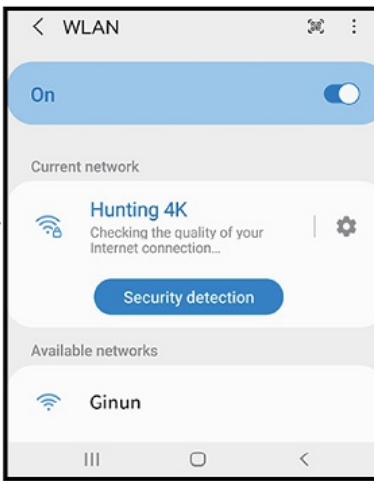 WLAN
On
Current network
Hunting 4K
Checking the quality of your
Internet connection...
Security detection
Available networks
Ginun